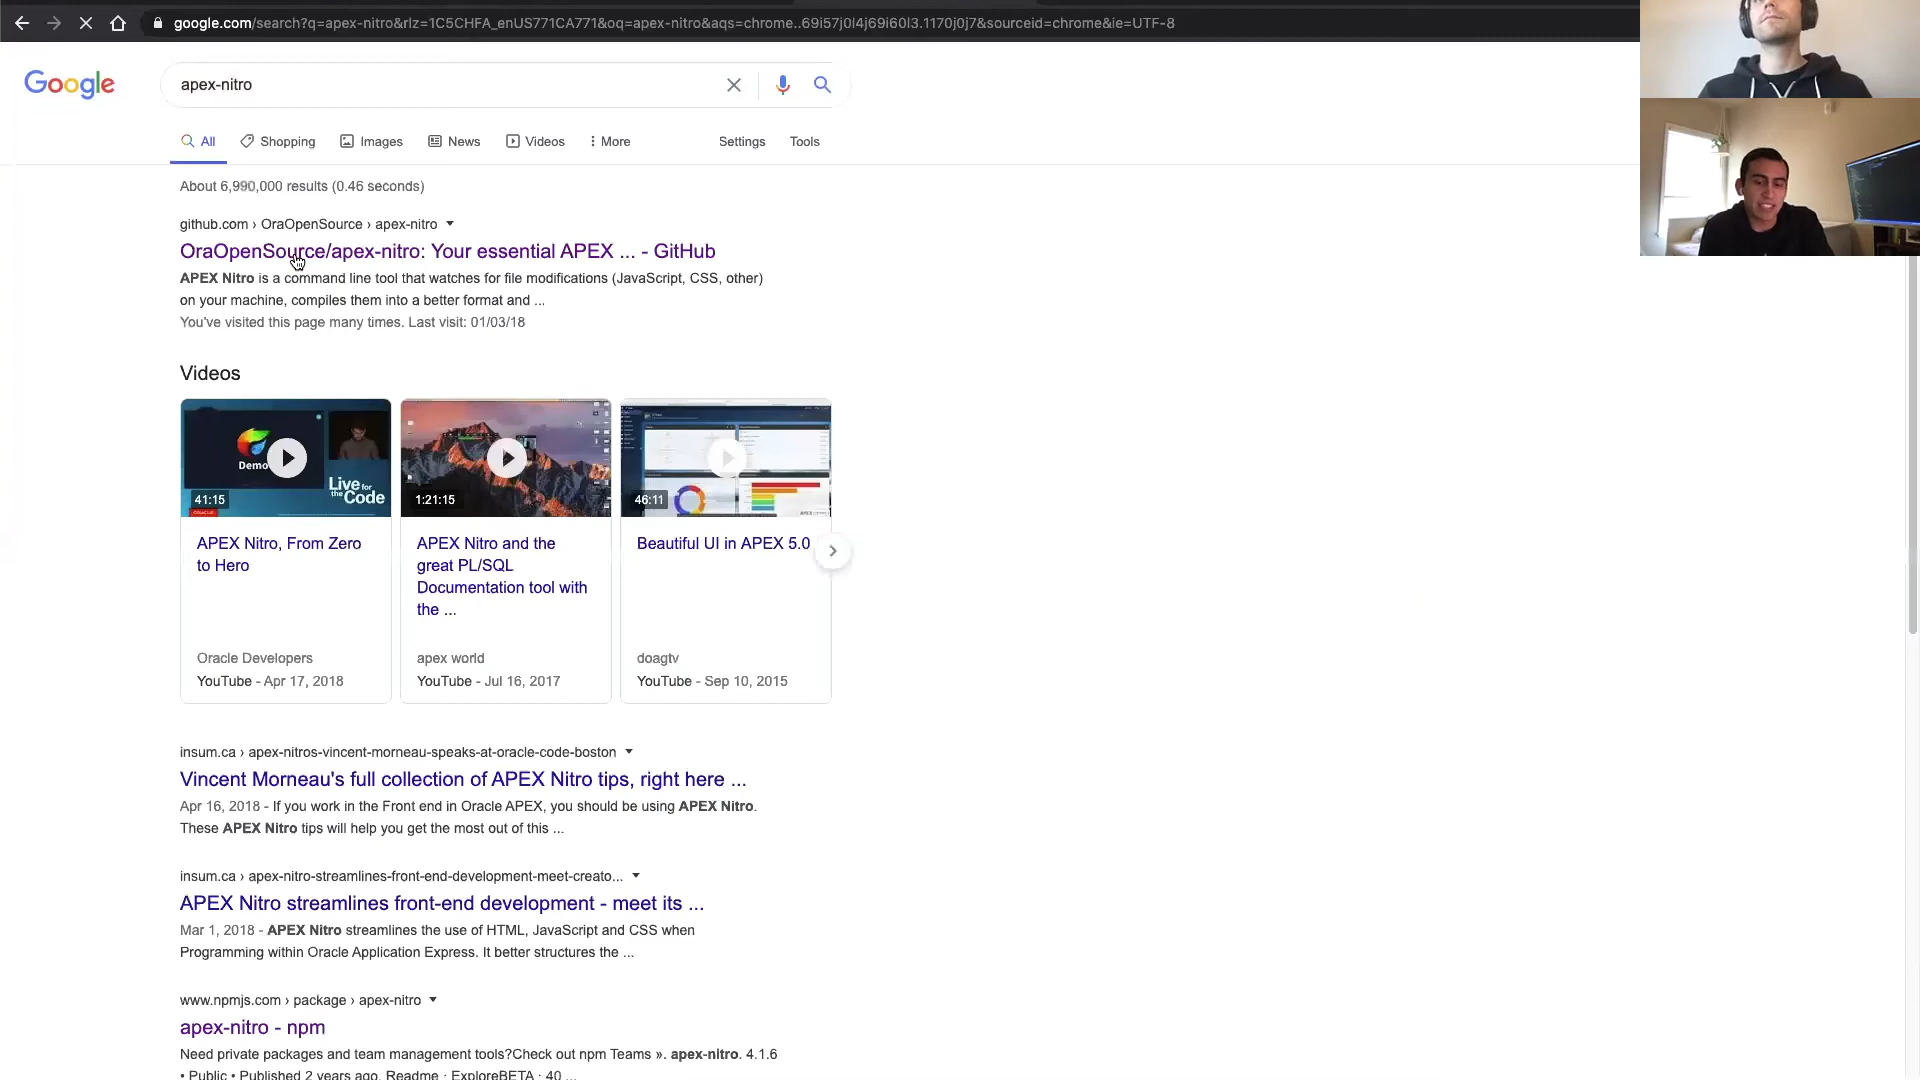 google.com/search?q=apex-nitro&rlz=1C5CHFA_enUS771CA771&oq=apex-nitro&aqs=chrome..69i57j0l4j69i60l3.1170j0j7&sourceid=chrome&ie=UTF-8
Google
apex-nitro
All Shopping Images News Videos More Settings Tools
About 6,990,000 results (0.46 seconds)
github.com › OraOpenSource › apex-nitro
OraOpenSource/apex-nitro: Your essential APEX ... - GitHub
APEX Nitro is a command line tool that watches for file modifications (JavaScript, CSS, other)
on your machine, compiles them into a better format and ...
You've visited this page many times. Last visit: 01/03/18
Videos
Demo
Live for the Code
41:15
1:21:15
46:11
APEX Nitro, From Zero
to Hero
Oracle Developers
YouTube - Apr 17, 2018
APEX Nitro and the
great PL/SQL
Documentation tool with
the ...
apex world
YouTube - Jul 16, 2017
Beautiful UI in APEX 5.0
doagtv
YouTube - Sep 10, 2015
insum.ca › apex-nitros-vincent-morneau-speaks-at-oracle-code-boston
Vincent Morneau's full collection of APEX Nitro tips, right here ...
Apr 16, 2018 - If you work in the Front end in Oracle APEX, you should be using APEX Nitro.
These APEX Nitro tips will help you get the most out of this ...
insum.ca › apex-nitro-streamlines-front-end-development-meet-creato...
APEX Nitro streamlines front-end development - meet its ...
Mar 1, 2018 - APEX Nitro streamlines the use of HTML, JavaScript and CSS when
Programming within Oracle Application Express. It better structures the ...
www.npmjs.com › package › apex-nitro
apex-nitro - npm
Need private packages and team management tools?Check out npm Teams ». apex-nitro. 4.1.6
• Public • Published 2 years ago. Readme · ExploreBETA · 40 ...